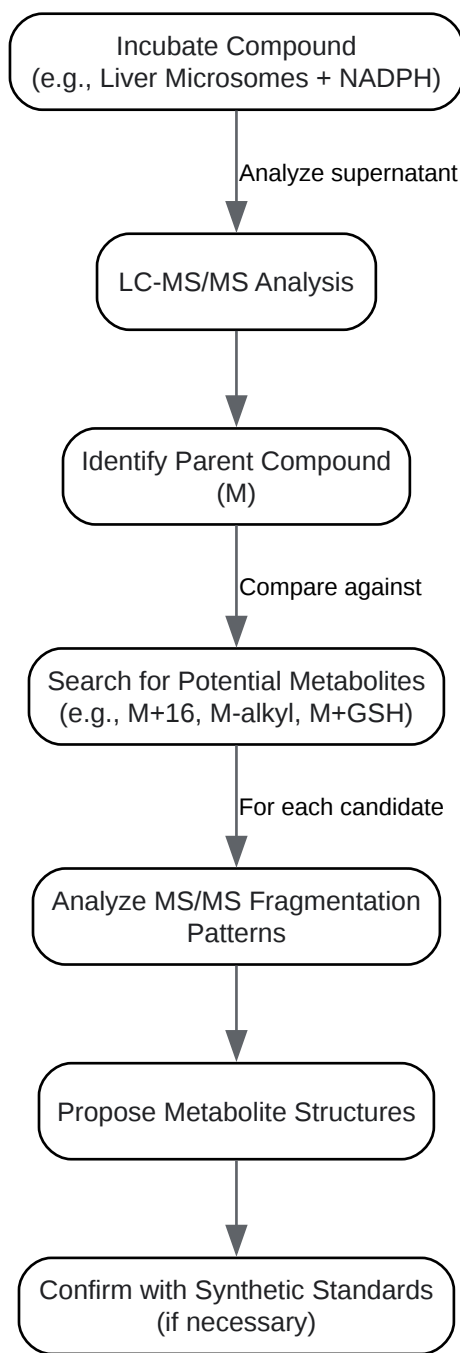 Incubate Compound
(e.g., Liver Microsomes + NADPH)
Analyze supernatant
LC-MS/MS Analysis
Identify Parent Compound
(M)
Compare against
Search for Potential Metabolites
(e.g., M+16, M-alkyl, M+GSH)
For each candidate
Analyze MS/MS Fragmentation
Patterns
Propose Metabolite Structures
Confirm with Synthetic Standards
(if necessary)